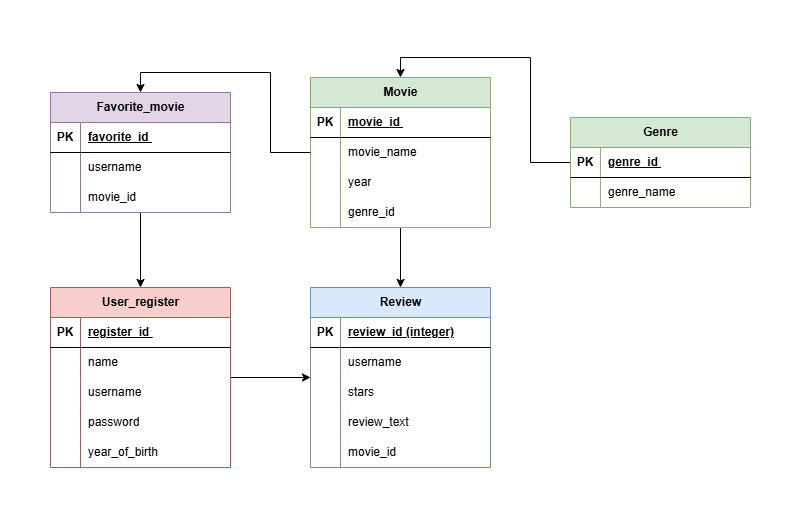 Favorite_movie
PK favorite_id
username
movie_id
Movie
PK movie_id
movie_name
year
genre_id
Genre
PK genre_id
genre_name
User_register
PK register_id
name
username
password
year_of_birth
Review
PK review_id (integer)
username
stars
review_text
movie_id